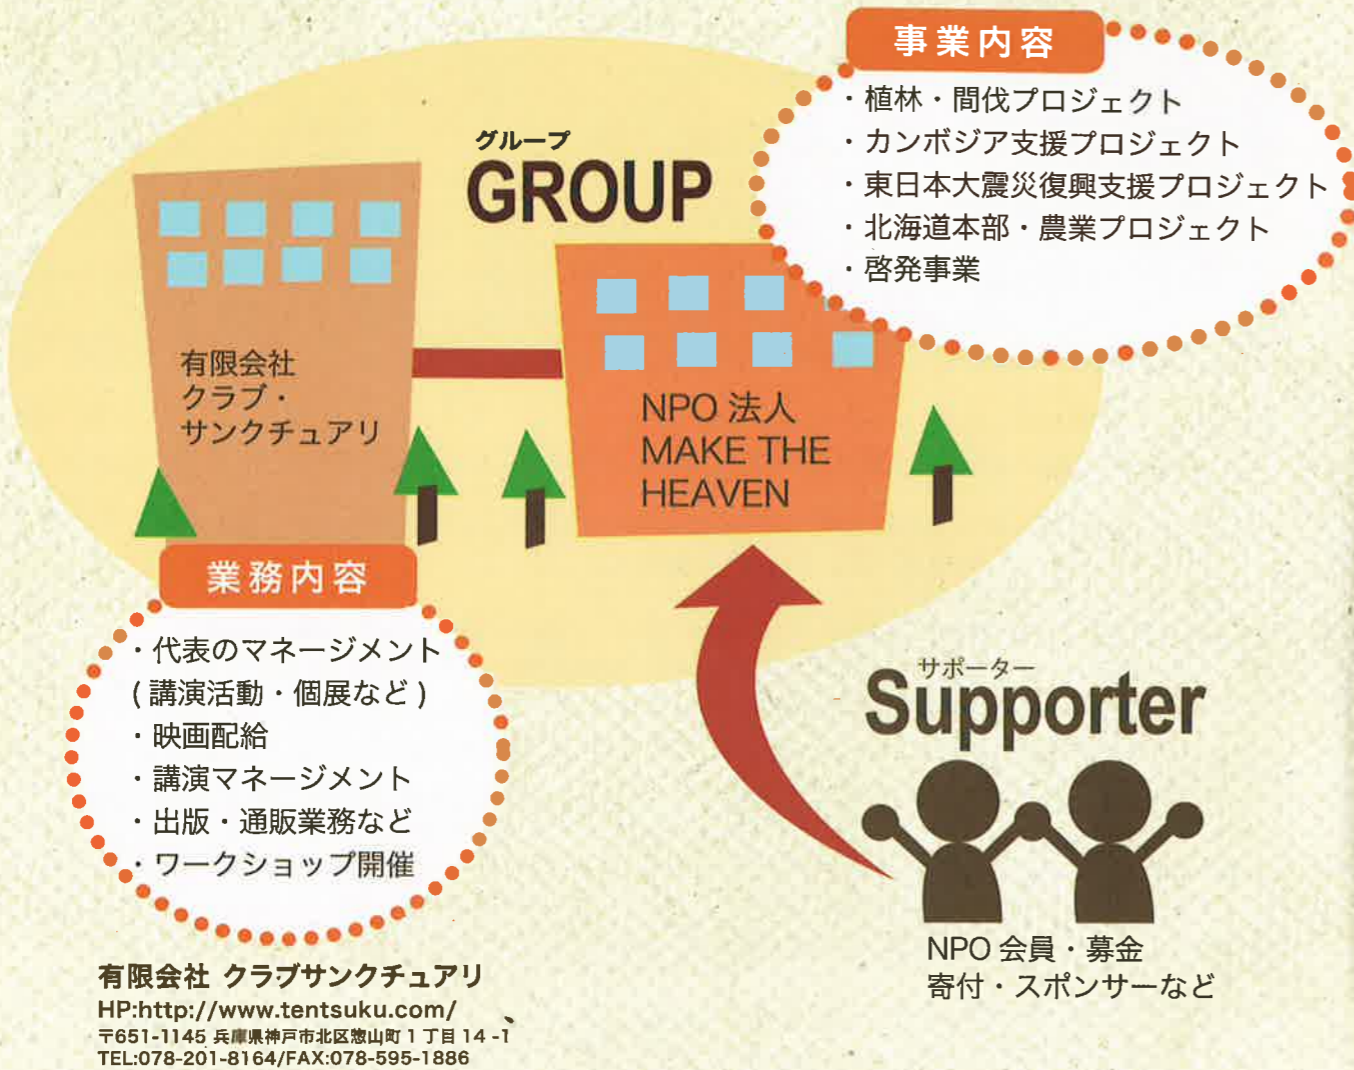 事業内容
・植林・間伐プロジェクト
・カンボジア支援プロジェクト
・東日本大震災復興支援プロジェクト
・北海道本部・農業プロジェクト
・啓発事業
グループ
GROUP
有限会社
クラブ・
サンクチュアリ
NPO 法人
MAKE THE
HEAVEN
業務内容
・代表のマネージメント
(講演活動・個展など)
・映画配給
・講演マネージメント
・出版・通販業務など
・ワークショップ開催
サポーター
Supporter
NPO 会員・募金
寄付・スポンサーなど
有限会社 クラブサンクチュアリ
HP:http://www.tentsuku.com/
〒651-1145 兵庫県神戸市北区惣山町1丁目14-1
TEL:078-201-8164/FAX:078-595-1886